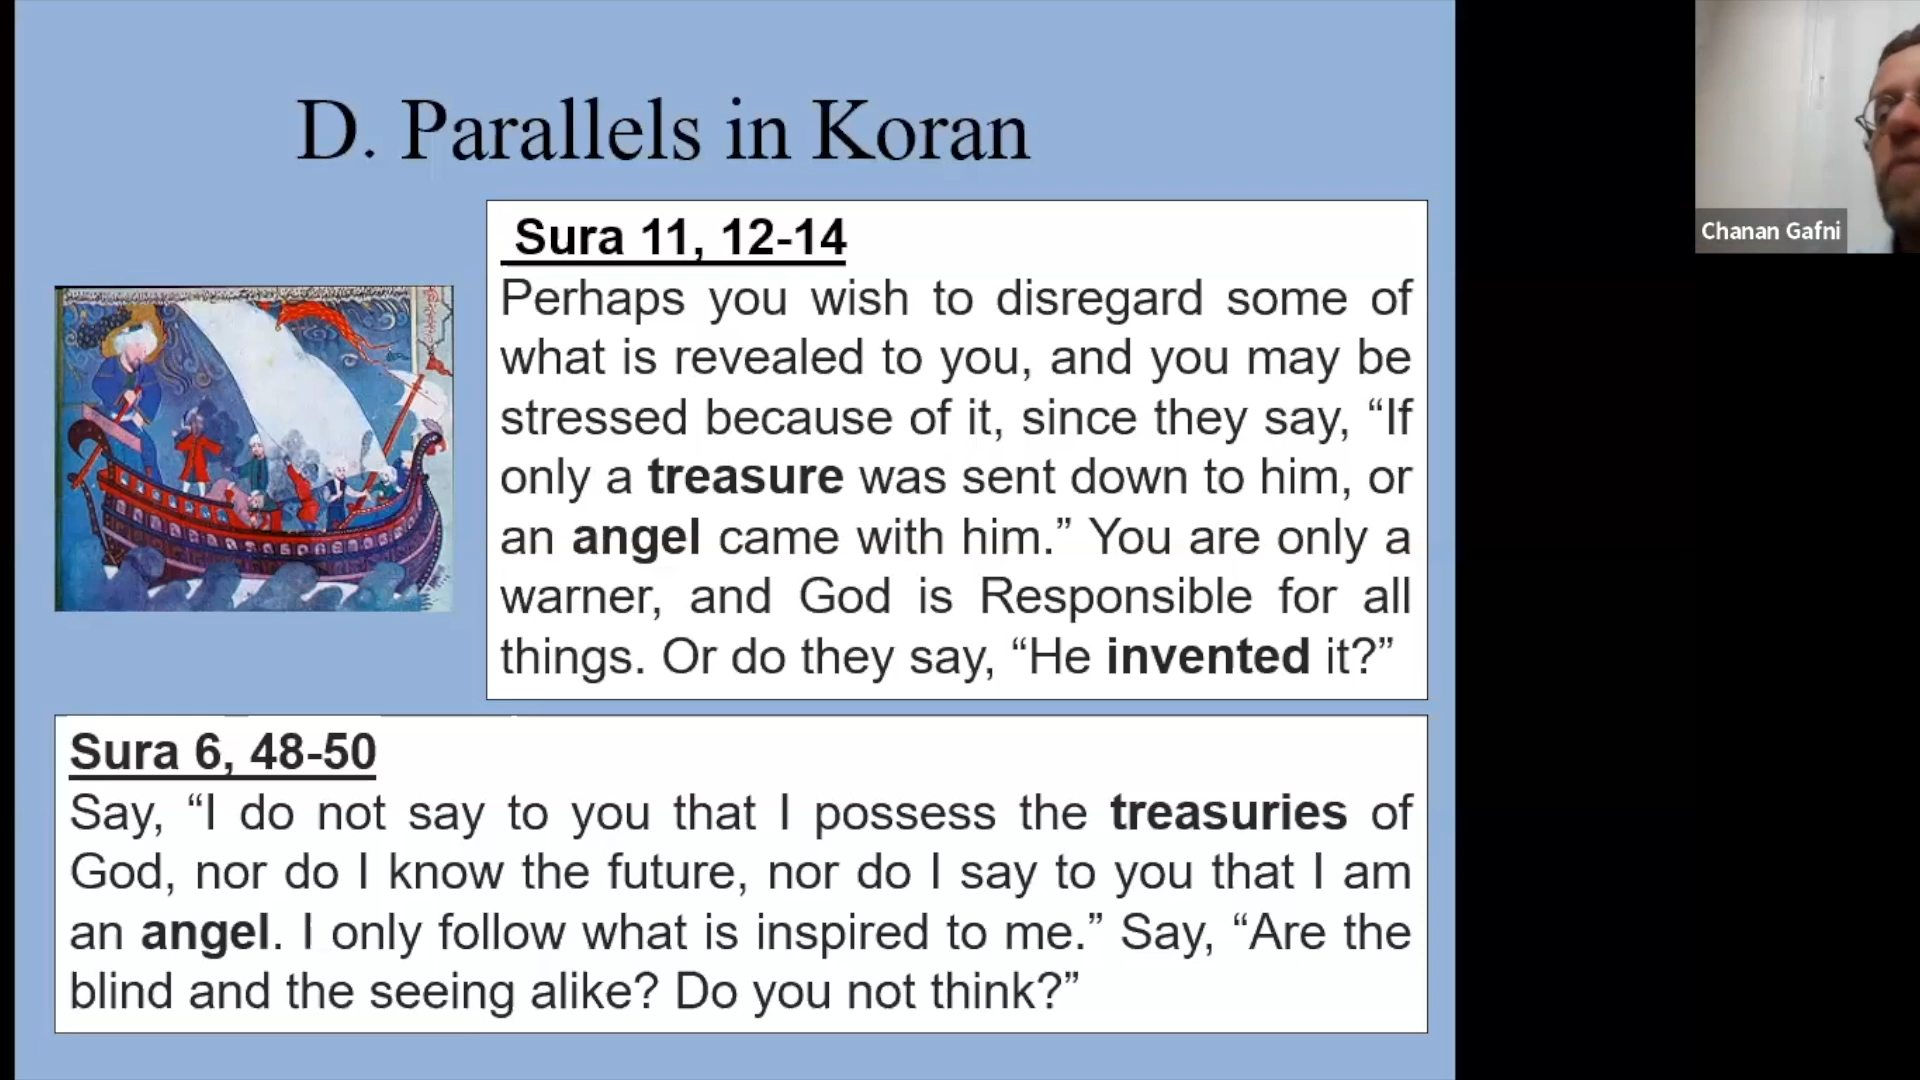 D. Parallels in Koran
Sura 11, 12-14
Perhaps you wish to disregard some of
what is revealed to you, and you may be
stressed because of it, since they say, “If
only a treasure was sent down to him, or
an angel came with him.” You are only a
warner, and God is Responsible for all
things. Or do they say, “He invented it?”
Sura 6, 48-50
Say, “I do not say to you that I possess the treasuries of
God, nor do I know the future, nor do I say to you that I am
an angel. I only follow what is inspired to me.” Say, “Are the
blind and the seeing alike? Do you not think?”
Chanan Gafni